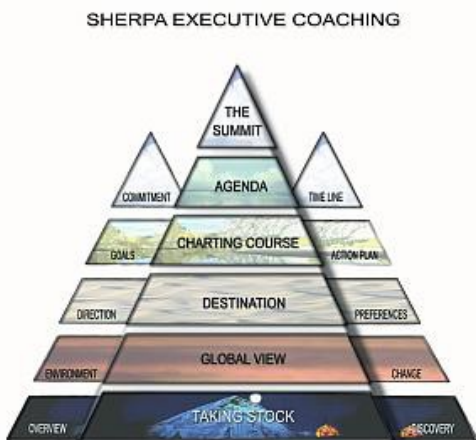 SHERPA EXECUTIVE COACHING
THE
SUMMIT
COMMITMENT
AGENDA
TIME LINE
GOALS
CHARTING COURSE
ACTION PLAN
DIRECTION
DESTINATION
PREFERENCES
ENVIRONMENT
GLOBAL VIEW
CHANGE
OVERVIEW
TAKING STOCK
DISCOVERY